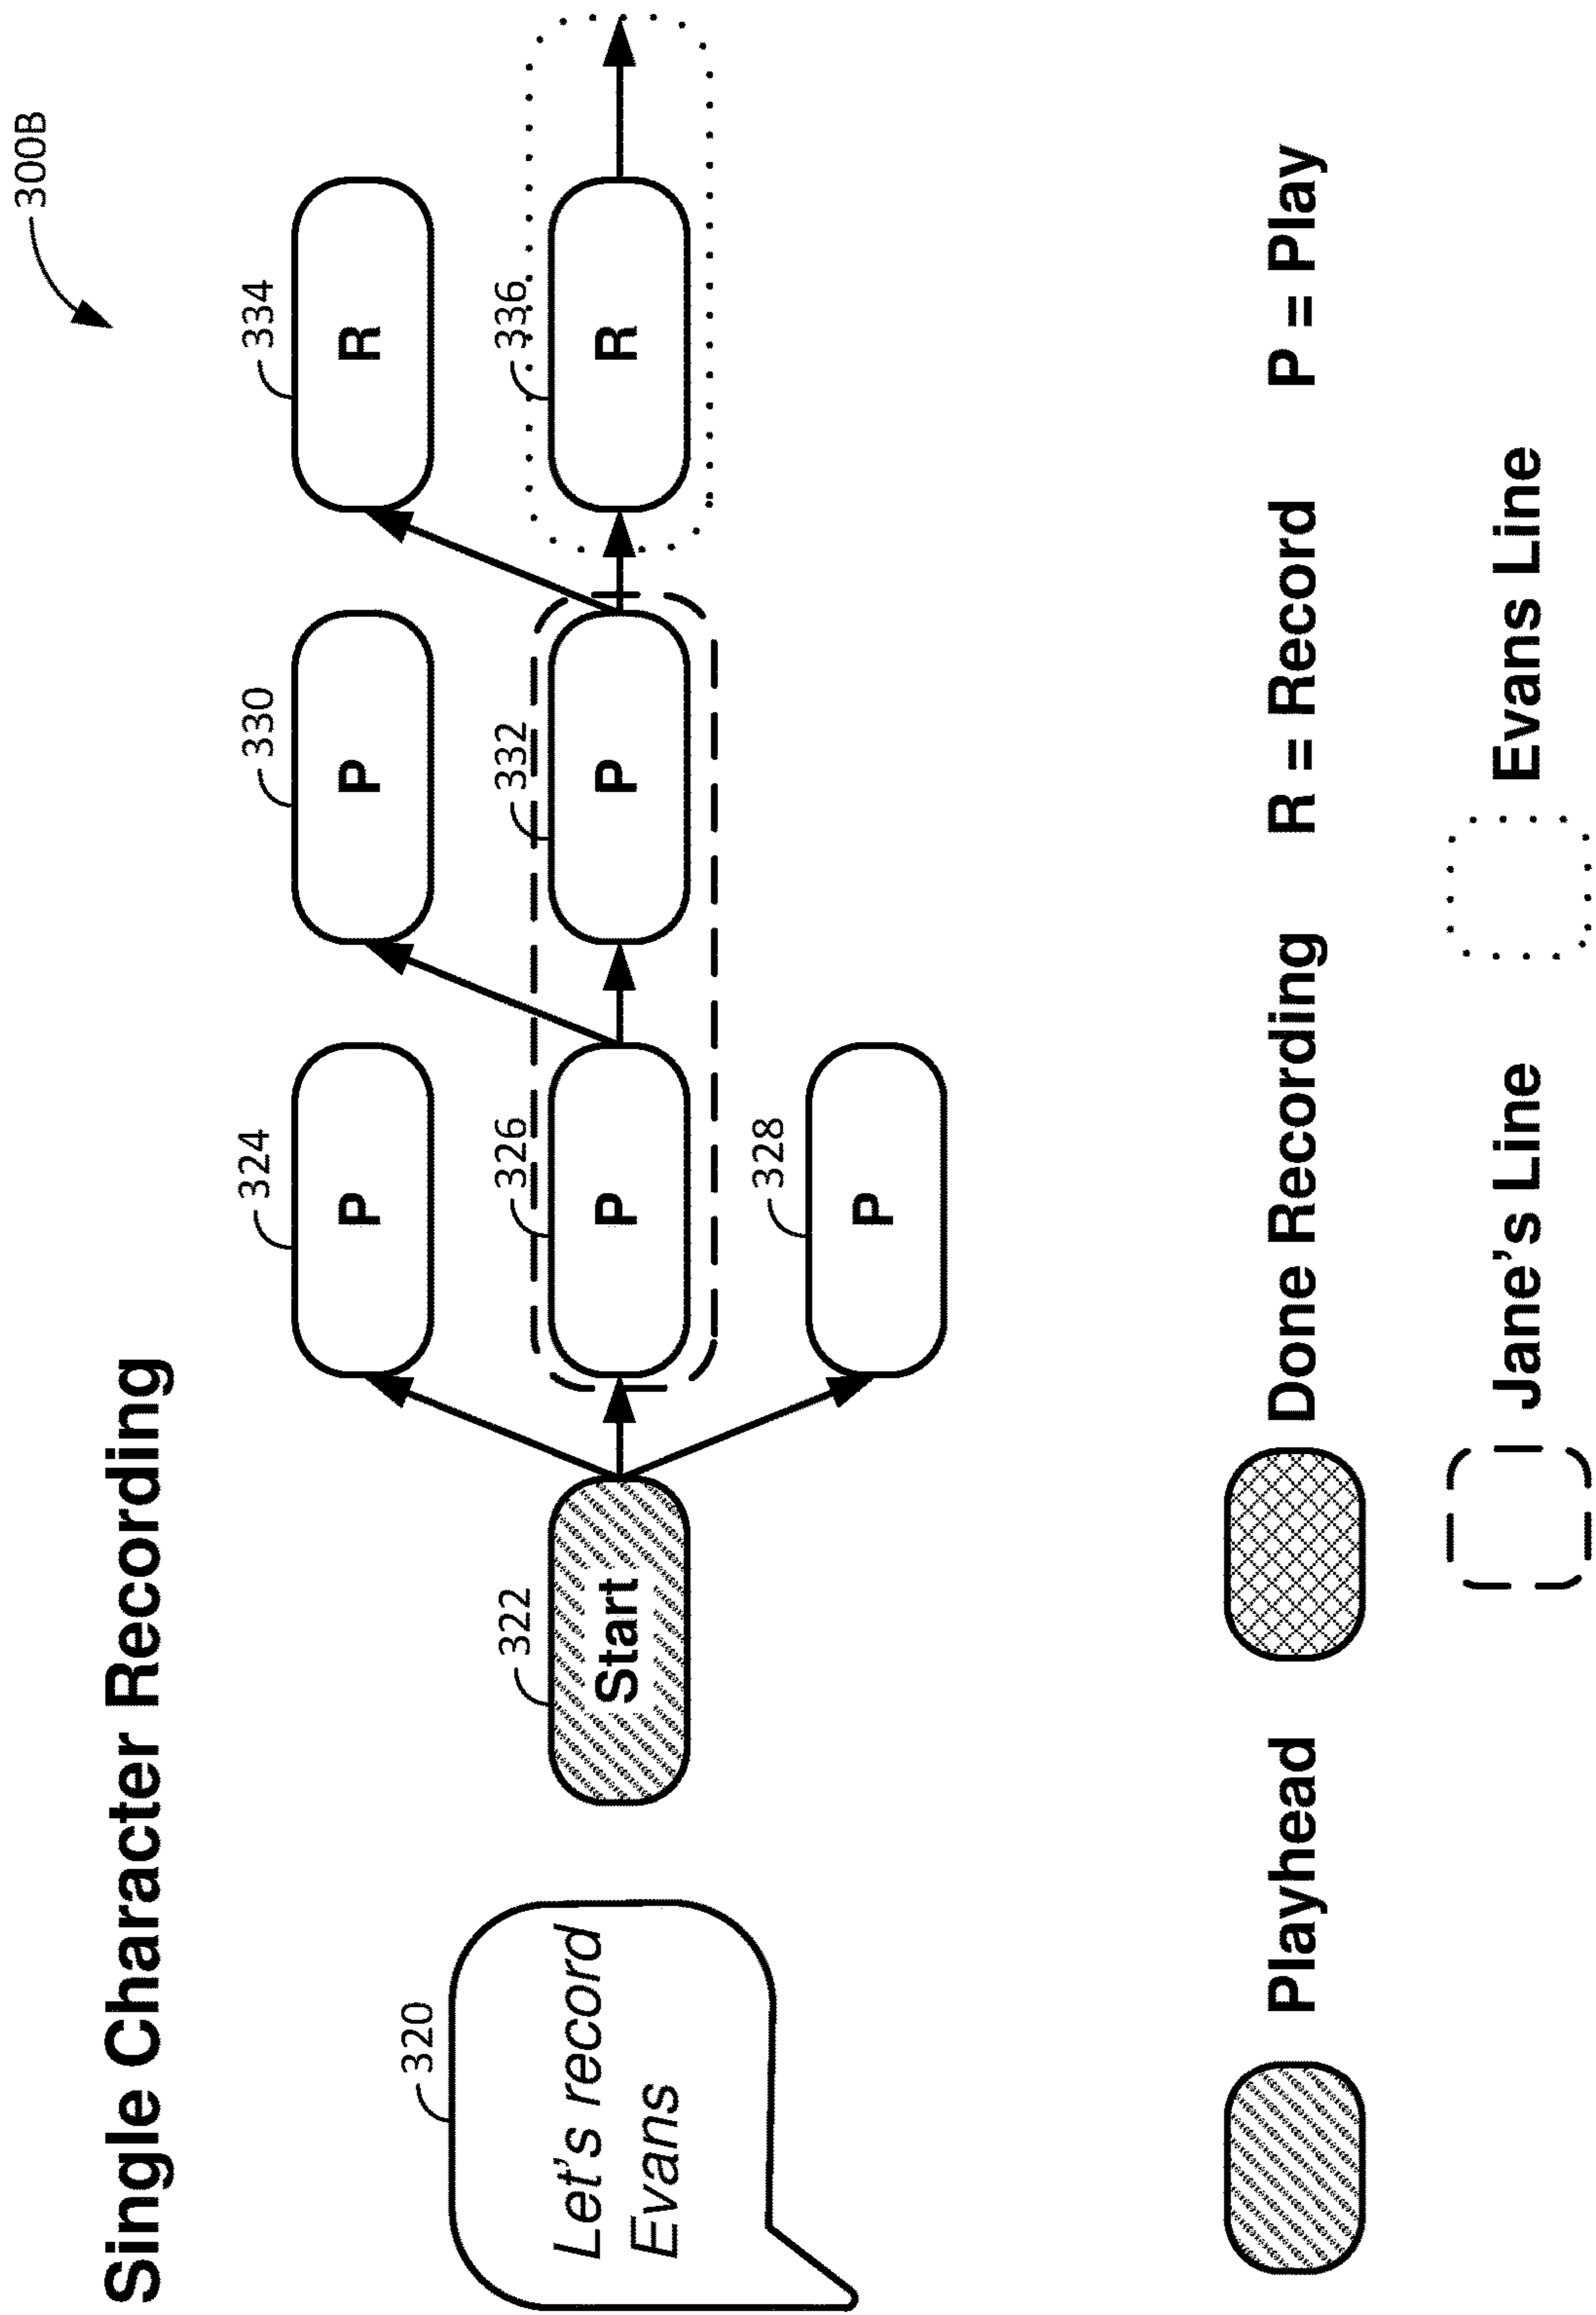 300B
Single Character Recording
320
Let's record
Evans
322
Start
324
P
326
P
328
P
330
P
332
P
334
R
336
R
Playhead
Done Recording
R = Record
P = Play
Jane's Line
Evans Line